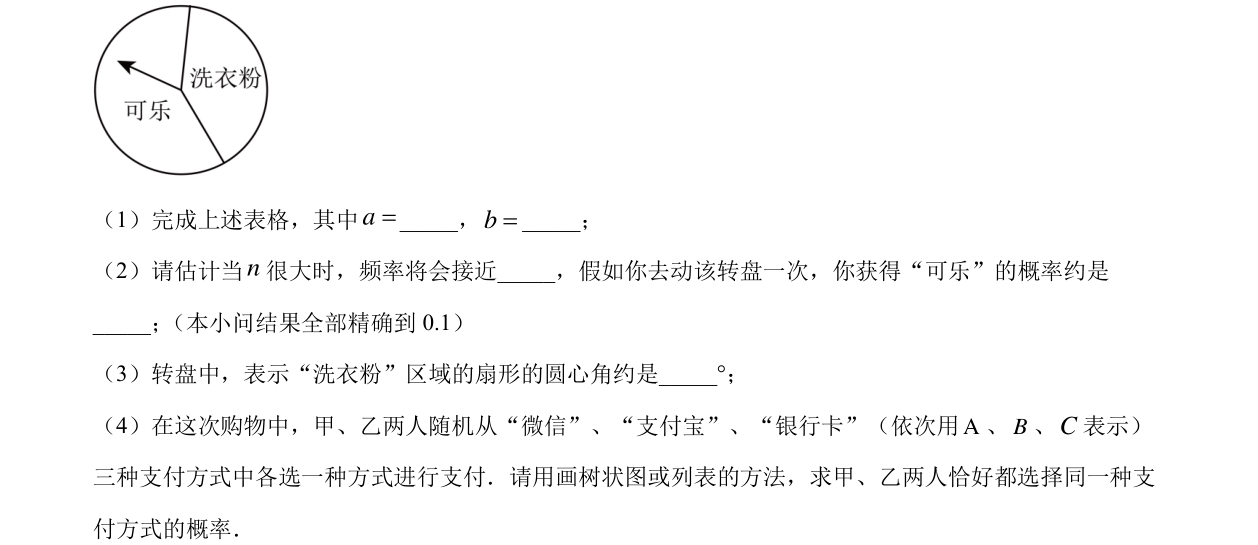 洗衣粉
可乐
（1）完成上述表格，其中a=_____，b=_____；
（2）请估计当n很大时，频率将会接近_____，假如你去动该转盘一次，你获得“可乐”的概率约是
_____；（本小问结果全部精确到0.1）
（3）转盘中，表示“洗衣粉”区域的扇形的圆心角约是_____°；
（4）在这次购物中，甲、乙两人随机从“微信”、“支付宝”、“银行卡”（依次用A、B、C表示）
三种支付方式中各选一种方式进行支付．请用画树状图或列表的方法，求甲、乙两人恰好都选择同一种支
付方式的概率．